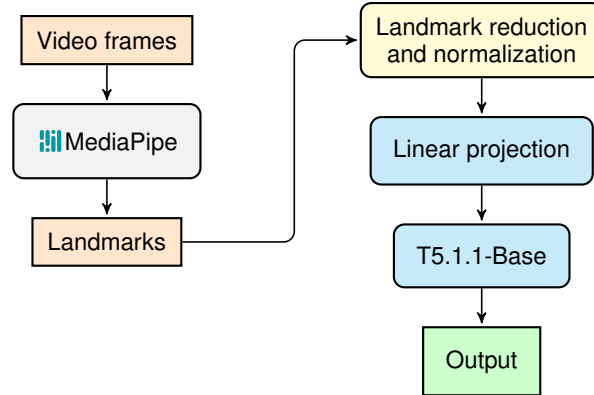 Video frames
MediaPipe
Landmarks
Landmark reduction
and normalization
Linear projection
T5.1.1-Base
Output